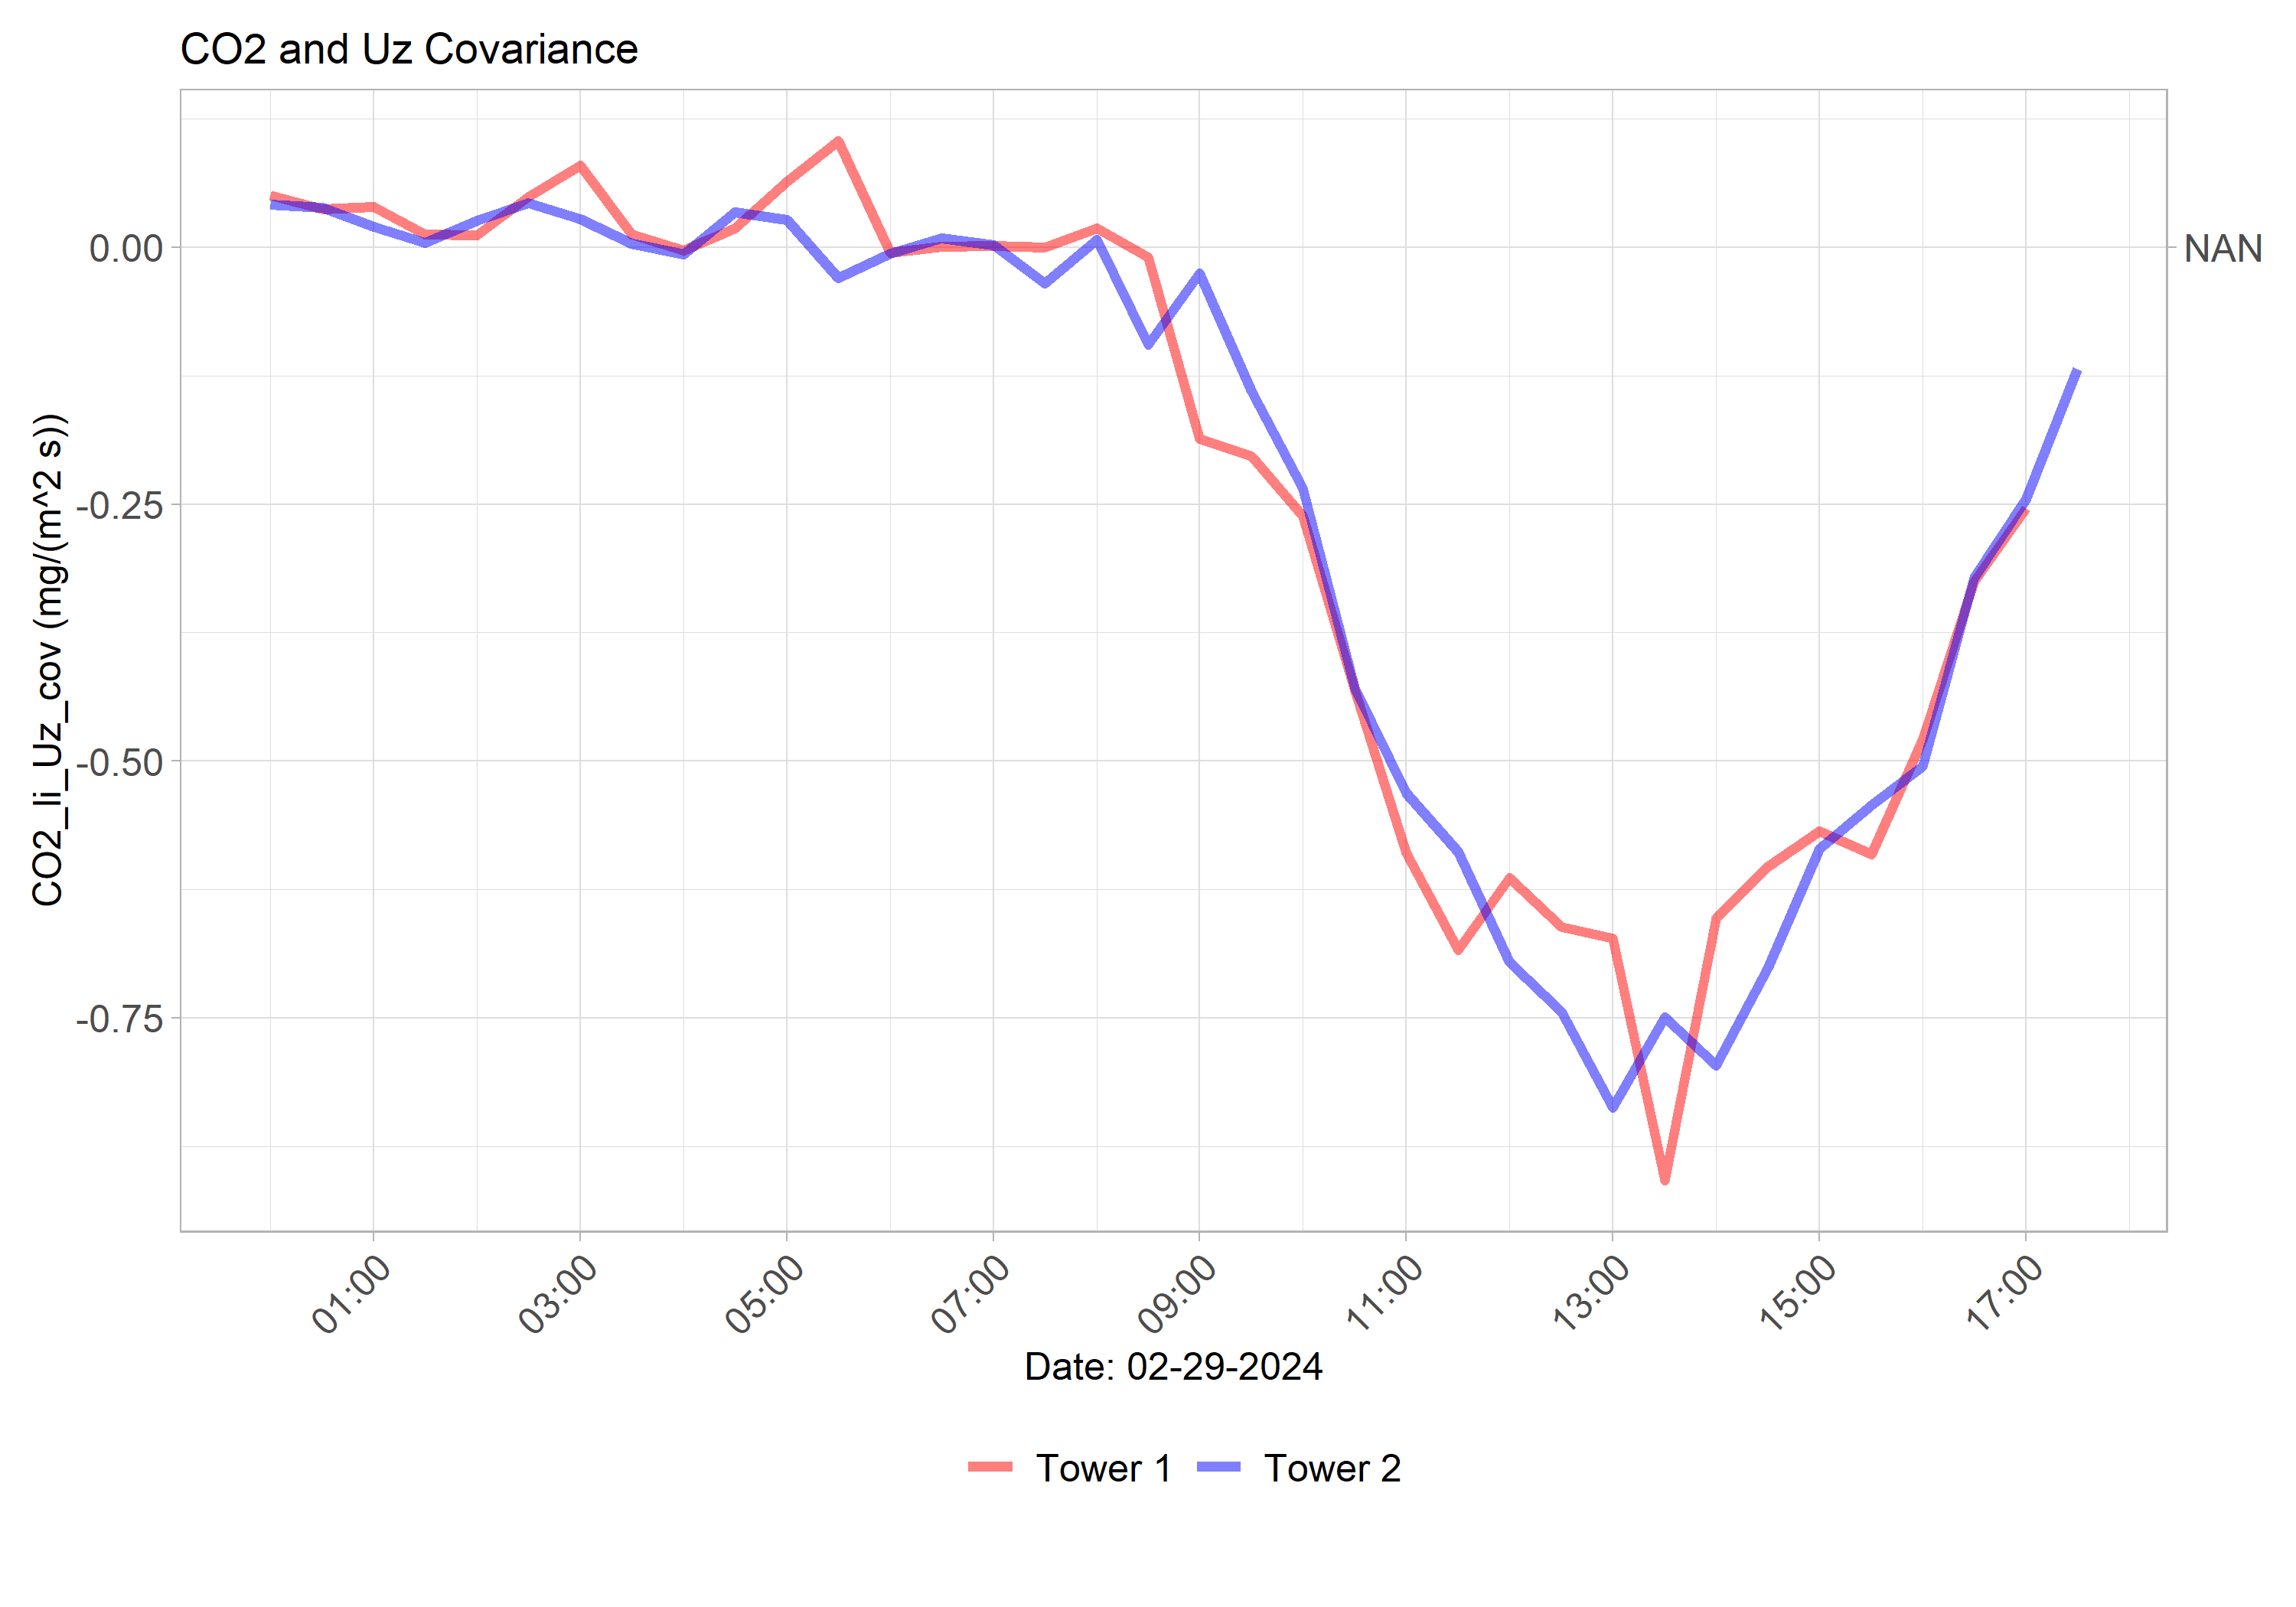 CO2 and Uz Covariance
CO2_li_Uz_cov (mg/(m^2 s))
0.00
-0.25
-0.50
-0.75
NAN
01:00
03:00
05:00
07:00
09:00
11:00
13:00
15:00
17:00
Date: 02-29-2024
Tower 1
Tower 2